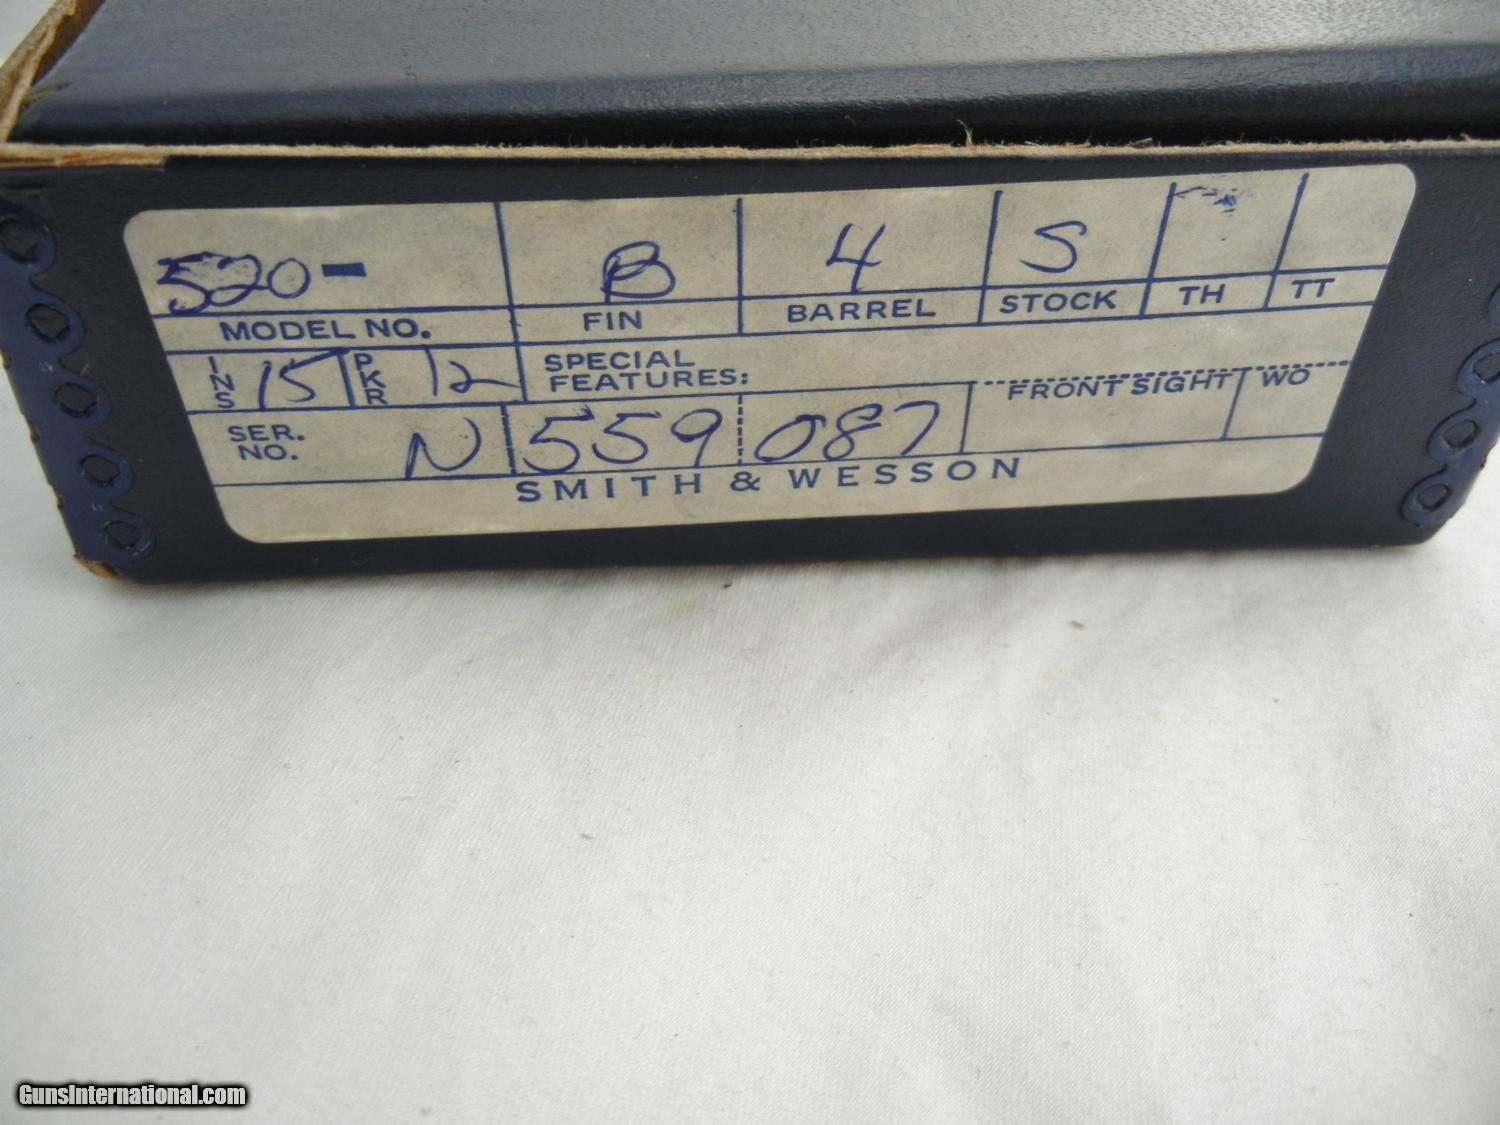 520- B 4 S
MODEL NO. FIN BARREL STOCK TH TT
INS 15 PKR 12 SPECIAL FEATURES: FRONT SIGHT WO
SER. NO. N 559 087
SMITH & WESSON
GunsInternational.com